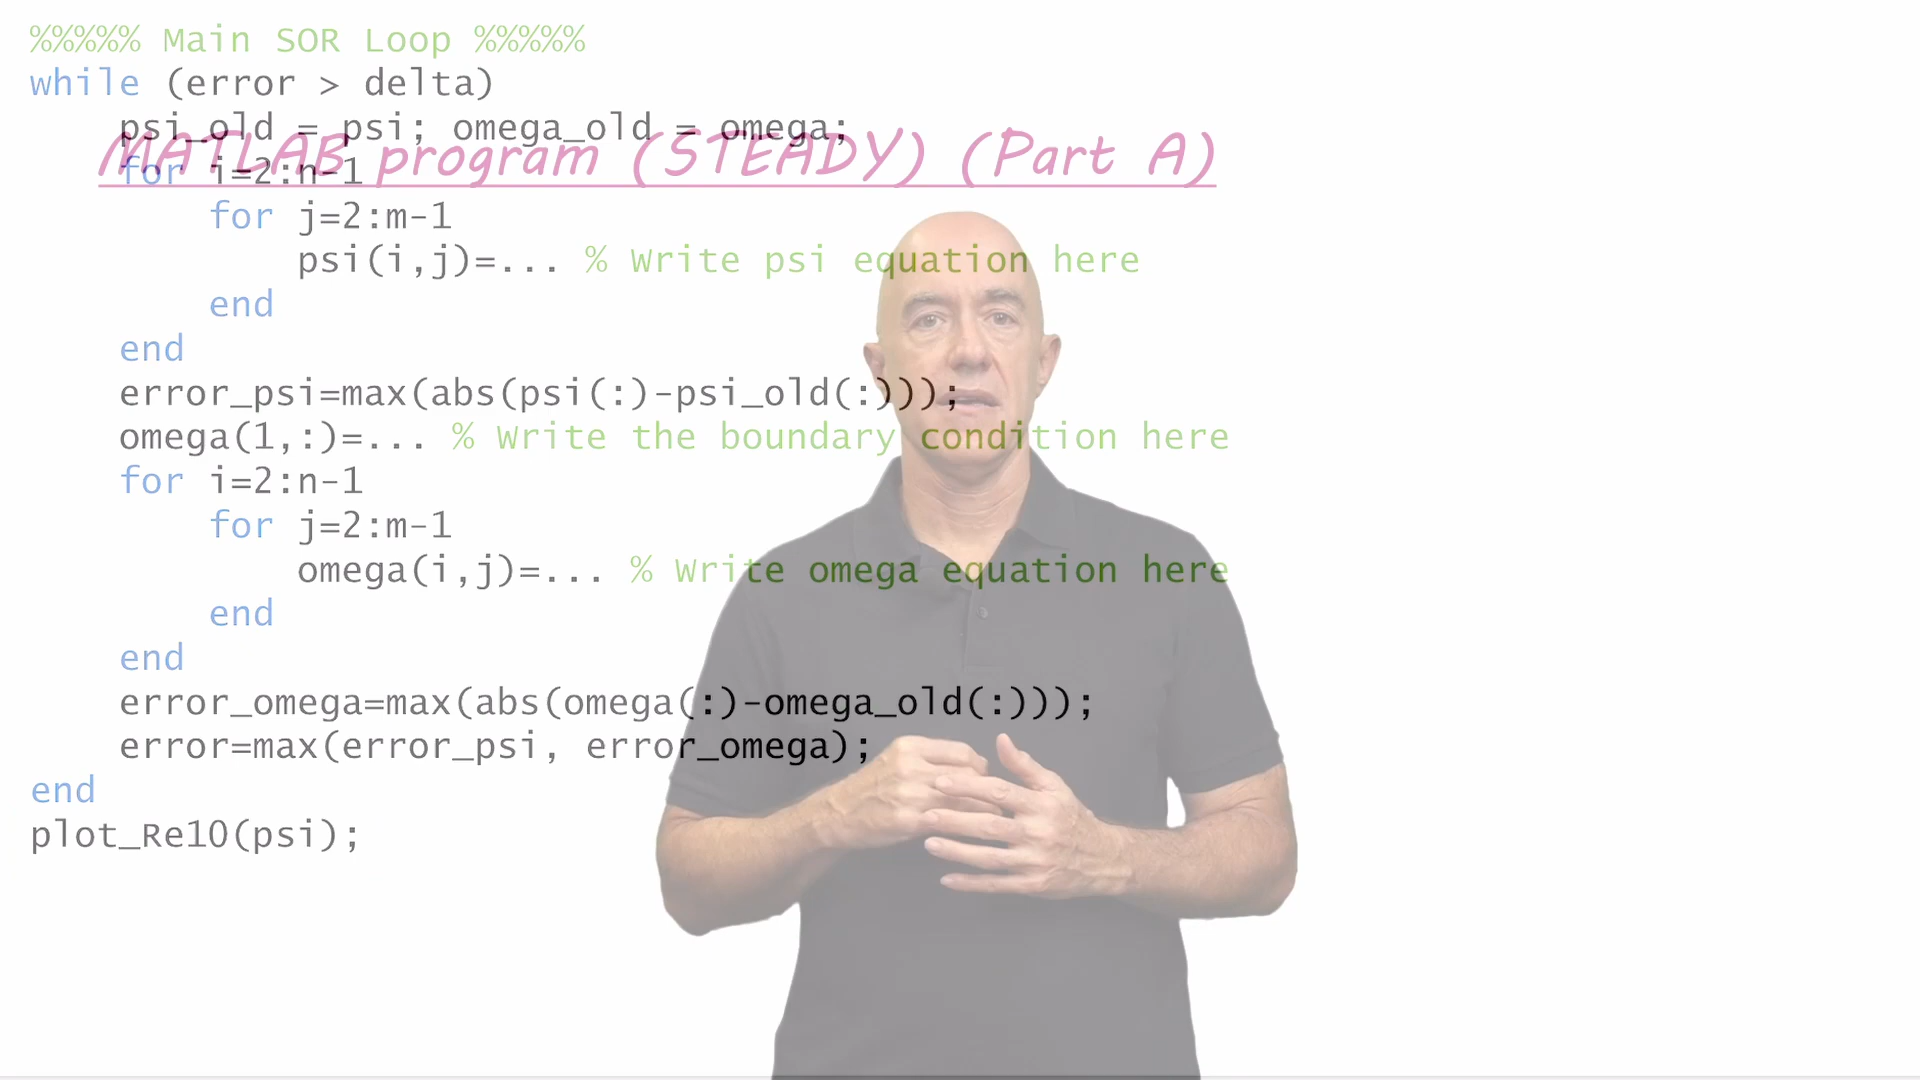 %%%%% Main SOR Loop %%%%%
while (error > delta)
psi_old = psi; omega_old = omega;
MATLAB program (STEADY) (Part A)
for i=2:n-1
for j=2:m-1
psi(i,j)=... % Write psi equation here
end
end
error_psi=max(abs(psi(:)-psi_old(:)));
omega(1,:)=... % Write the boundary condition here
for i=2:n-1
for j=2:m-1
omega(i,j)=... % Write omega equation here
end
end
error_omega=max(abs(omega(:)-omega_old(:)));
error=max(error_psi, error_omega);
end
plot_Re10(psi);